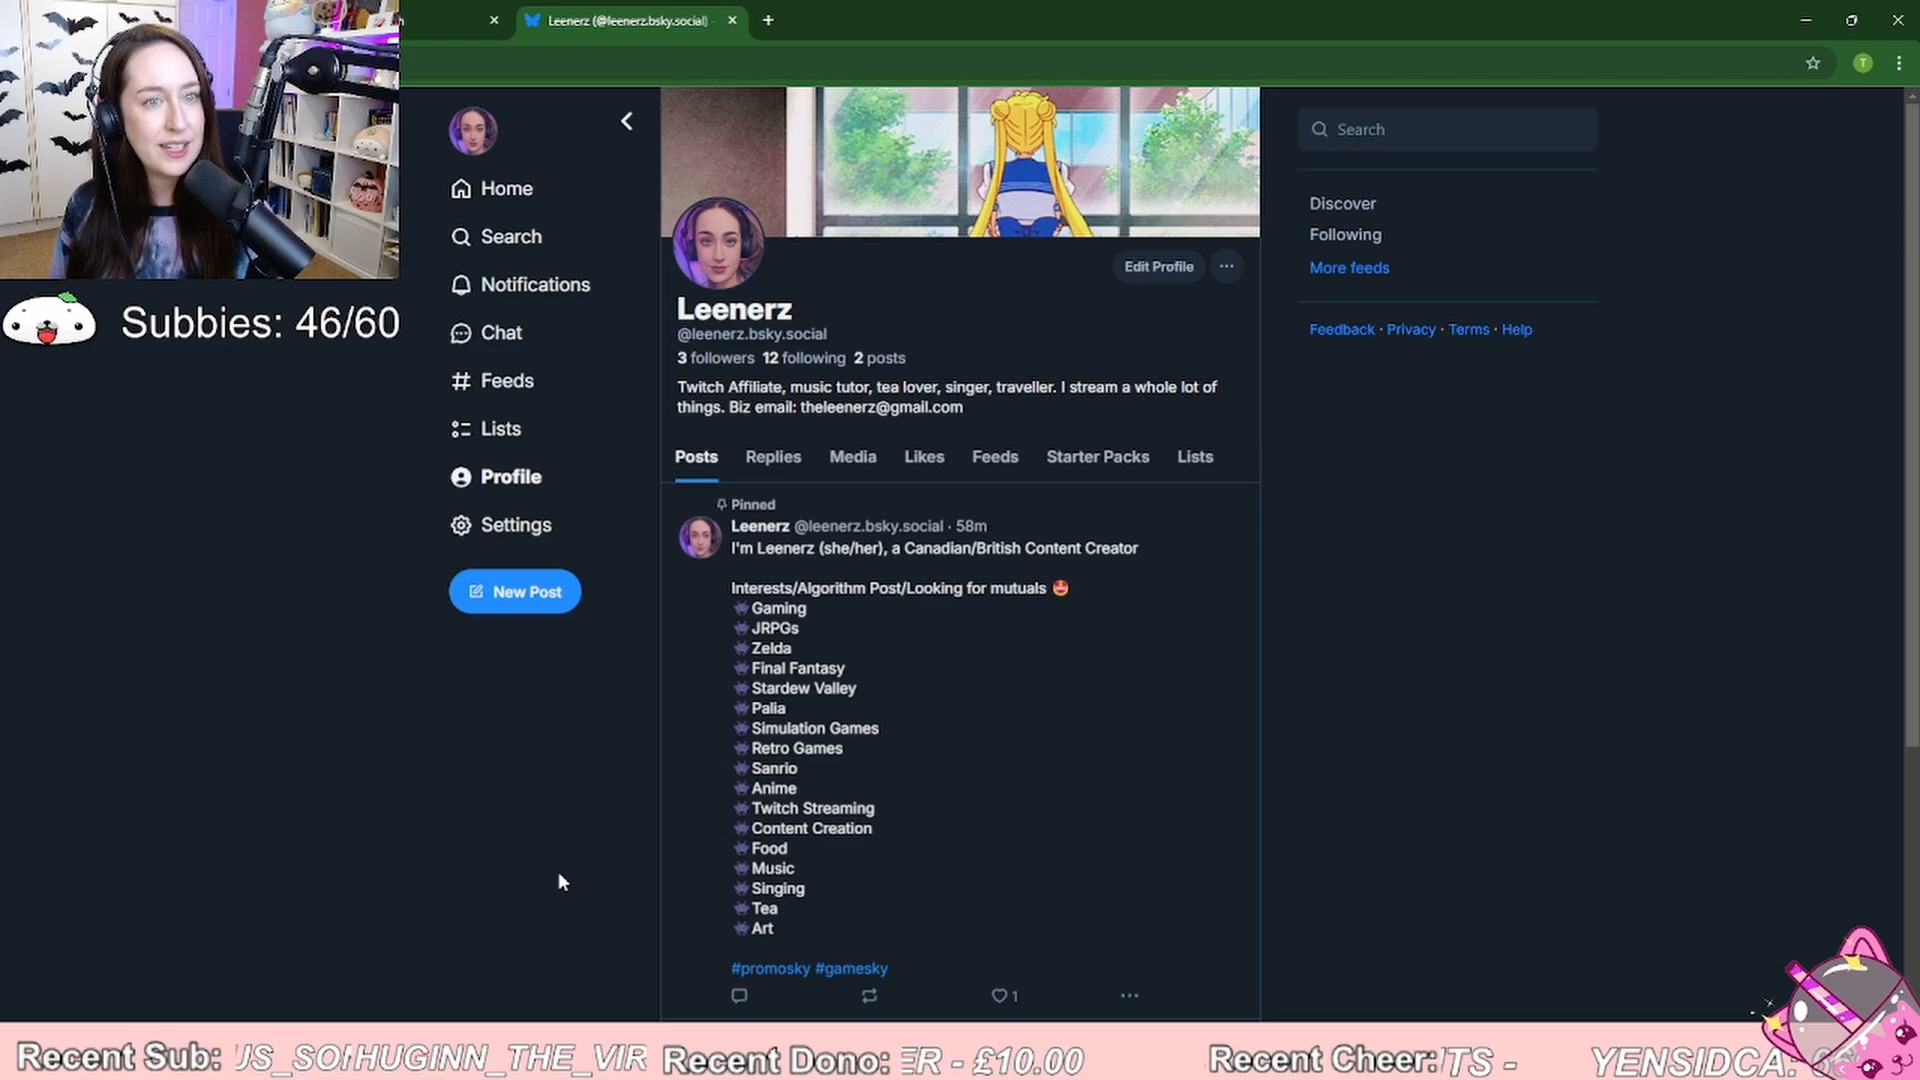 Leenerz (@leenerz.bsky.social)
T
Home
Search
Notifications
Chat
Feeds
Lists
Profile
Settings
New Post
Subbies: 46/60
Edit Profile
Leenerz
@leenerz.bsky.social
3 followers 12 following 2 posts
Twitch Affiliate, music tutor, tea lover, singer, traveller. I stream a whole lot of
things. Biz email: theleenerz@gmail.com
Posts Replies Media Likes Feeds Starter Packs Lists
Pinned
Leenerz @leenerz.bsky.social · 58m
I'm Leenerz (she/her), a Canadian/British Content Creator
Interests/Algorithm Post/Looking for mutuals 🤩
👾Gaming
👾JRPGs
👾Zelda
👾Final Fantasy
👾Stardew Valley
👾Palia
👾Simulation Games
👾Retro Games
👾Sanrio
👾Anime
👾Twitch Streaming
👾Content Creation
👾Food
👾Music
👾Singing
👾Tea
👾Art
#promosky #gamesky
1
Search
Discover
Following
More feeds
Feedback · Privacy · Terms · Help
Recent Sub: HUGINN_THE_VIR Recent Dono: ER - £10.00 Recent Cheer: TS - YENSIDCA: